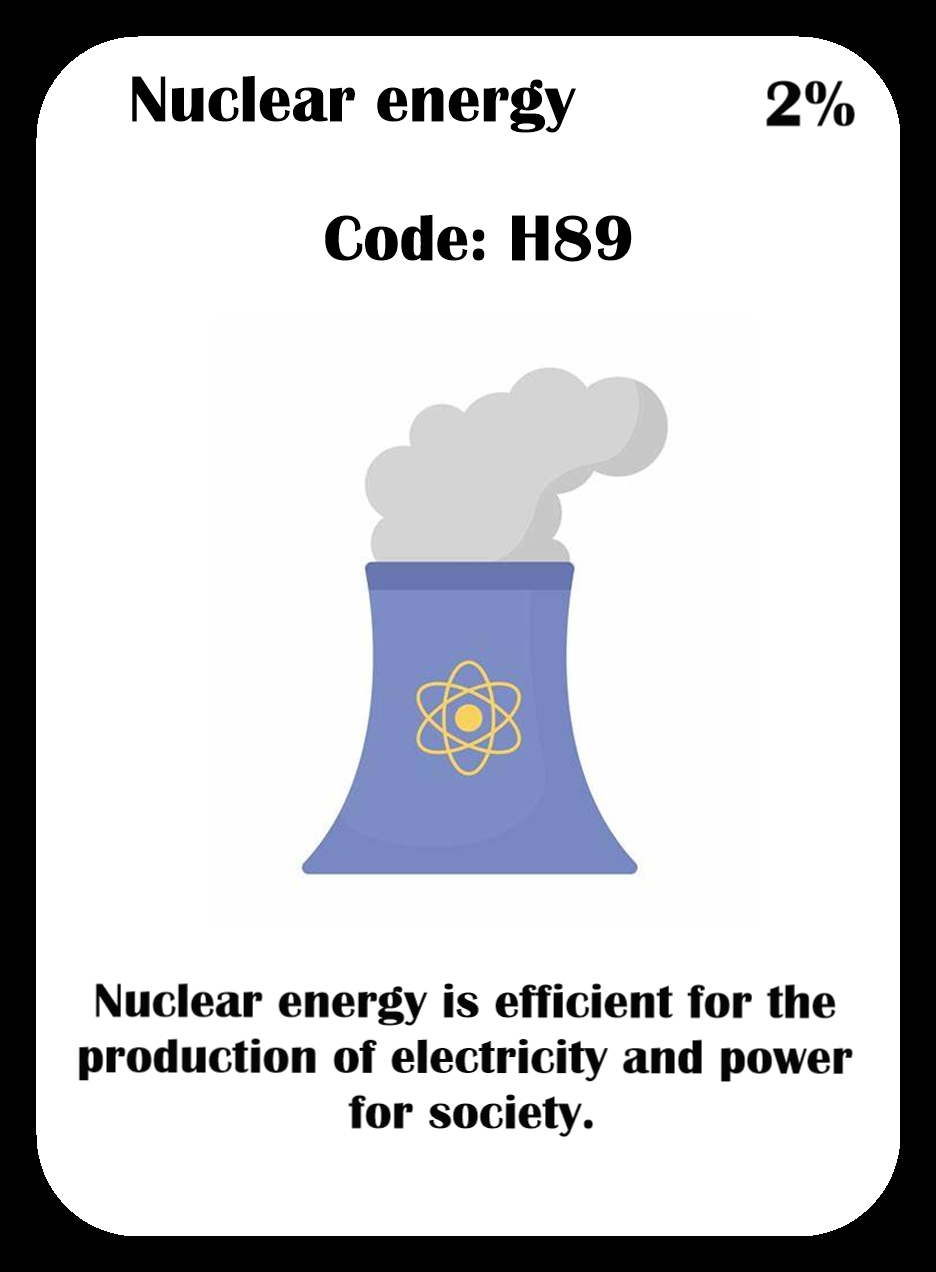 Nuclear energy 2%
Code: H89
Nuclear energy is efficient for the
production of electricity and power
for society.